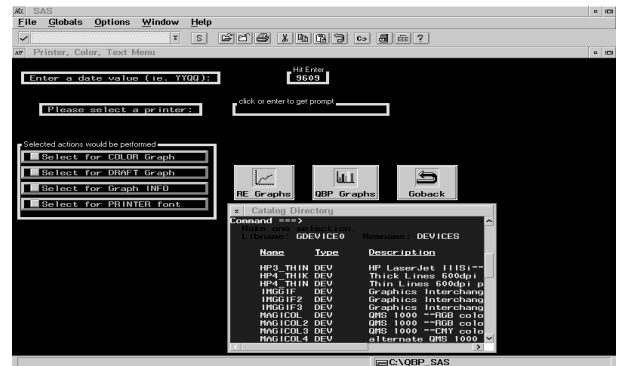 SAS
File Globals Options Window Help
S
Printer, Color, Text Menu
Hit Enter
Enter a date value (ie. YYQQ): 9609
click or enter to get prompt
Please select a printer:
Selected actions would be performed
Select for COLOR Graph
Select for DRAFT Graph
Select for Graph INFO
Select for PRINTER font
RE Graphs QBP Graphs Goback
Catalog Directory
Command ===>
Make one selection.
Libname: GDEVICE0 Memname: DEVICES
Name Type Description
HP3_THIN DEV HP LaserJet IIISi--
HP4_THIK DEV Thick Lines 600dpi
HP4_THIN DEV Thin Lines 600dpi p
IMGGIF DEV Graphics Interchang
IMGGIF2 DEV Graphics Interchang
IMGGIF3 DEV Graphics Interchang
MAGICOL DEV QMS 1000 --RGB colo
MAGICOL2 DEV QMS 1000 --RGB colo
MAGICOL3 DEV QMS 1000 --CMY colo
MAGICOL4 DEV alternate QMS 1000
C:\QBP_SAS